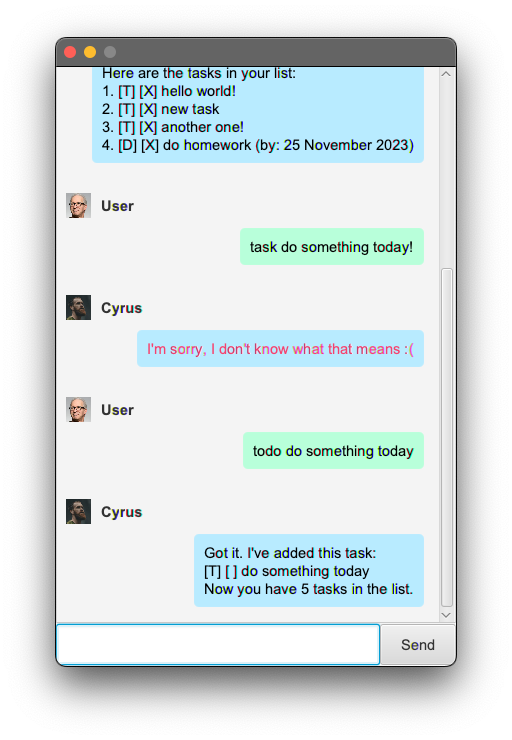 Here are the tasks in your list:
1. [T] [X] hello world!
2. [T] [X] new task
3. [T] [X] another one!
4. [D] [X] do homework (by: 25 November 2023)
User
task do something today!
Cyrus
I'm sorry, I don't know what that means :(
User
todo do something today
Cyrus
Got it. I've added this task:
[T] [ ] do something today
Now you have 5 tasks in the list.
Send